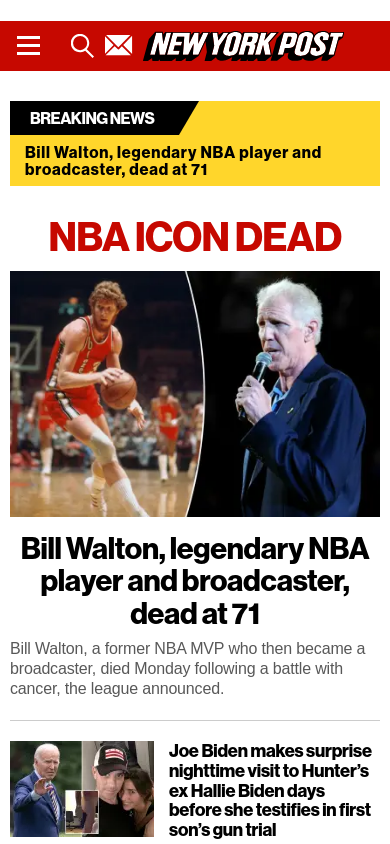 NEW YORK POST
BREAKING NEWS
Bill Walton, legendary NBA player and
broadcaster, dead at 71
NBA ICON DEAD
Bill Walton, legendary NBA
player and broadcaster,
dead at 71
Bill Walton, a former NBA MVP who then became a
broadcaster, died Monday following a battle with
cancer, the league announced.
Joe Biden makes surprise
nighttime visit to Hunter’s
ex Hallie Biden days
before she testifies in first
son’s gun trial